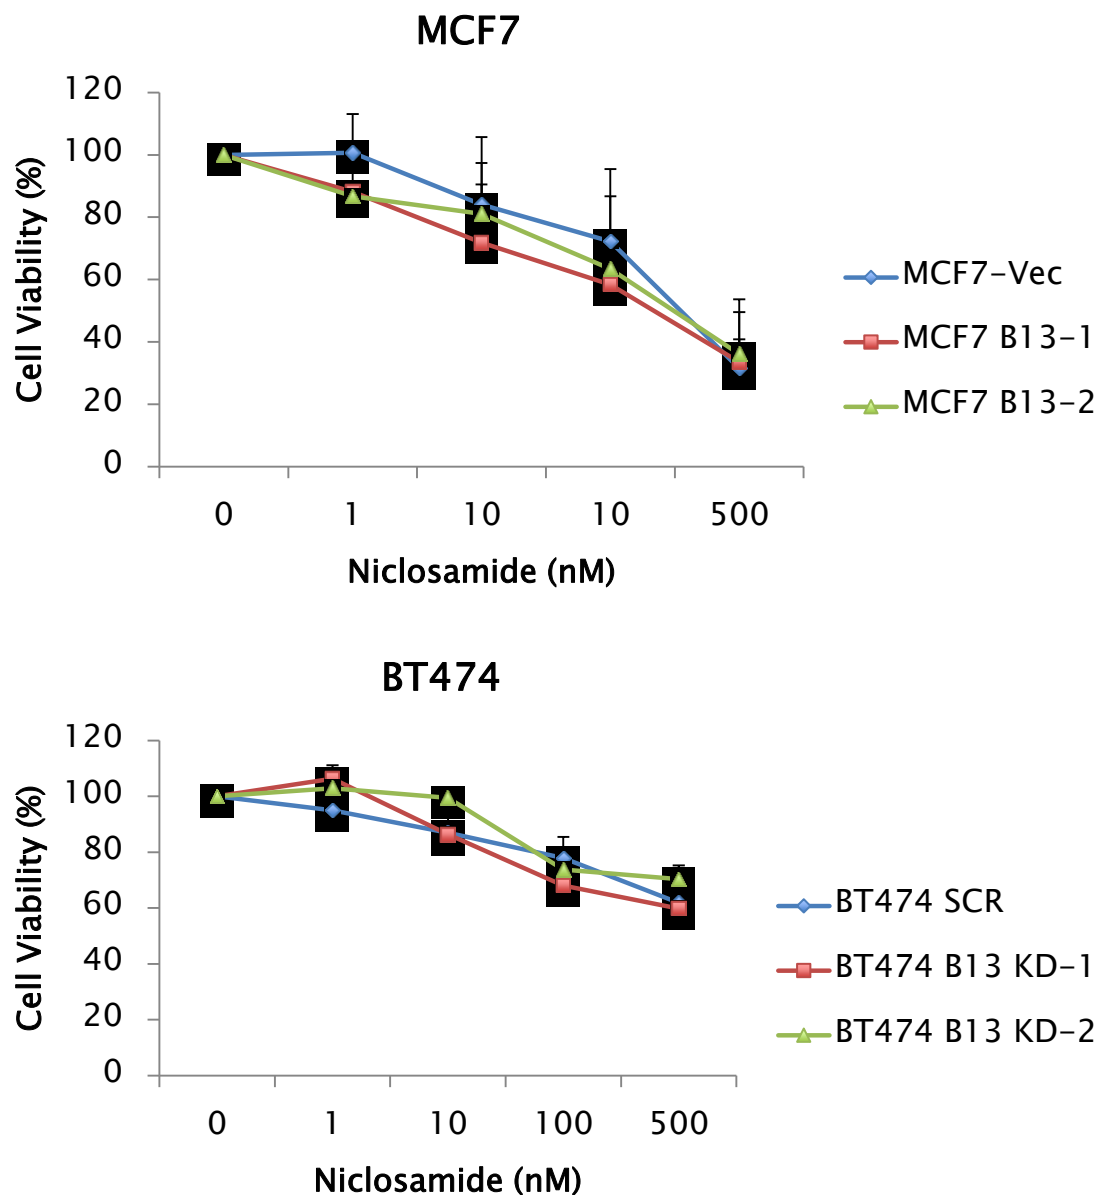 MCF7
120
100
80
60
40
20
0
Cell Viability (%)
0 1 10 10 500
Niclosamide (nM)
MCF7-Vec
MCF7 B13-1
MCF7 B13-2
BT474
120
100
80
60
40
20
0
Cell Viability (%)
0 1 10 100 500
Niclosamide (nM)
BT474 SCR
BT474 B13 KD-1
BT474 B13 KD-2